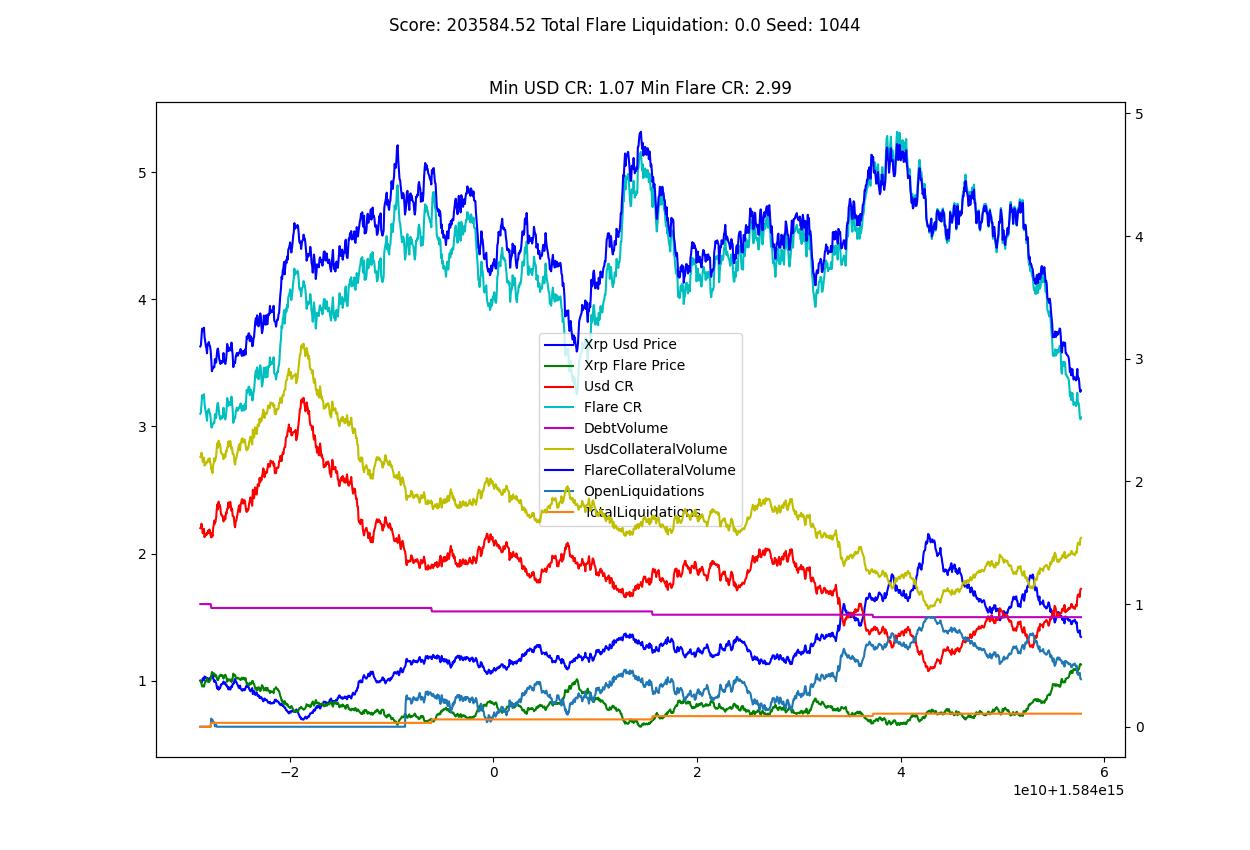 Score: 203584.52 Total Flare Liquidation: 0.0 Seed: 1044
Min USD CR: 1.07 Min Flare CR: 2.99
5
4
3
2
1
5
4
3
2
1
0
Xrp Usd Price
Xrp Flare Price
Usd CR
Flare CR
DebtVolume
UsdCollateralVolume
FlareCollateralVolume
OpenLiquidations
TotalLiquidations
−2
0
2
4
6
1e10+1.584e15